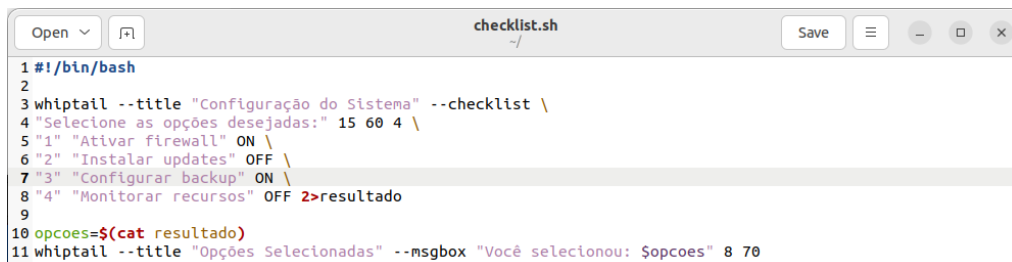 Open
checklist.sh
~/
Save
1 #!/bin/bash
2
3 whiptail --title "Configuração do Sistema" --checklist \
4 "Selecione as opções desejadas:" 15 60 4 \
5 "1" "Ativar firewall" ON \
6 "2" "Instalar updates" OFF \
7 "3" "Configurar backup" ON \
8 "4" "Monitorar recursos" OFF 2>resultado
9
10 opcoes=$(cat resultado)
11 whiptail --title "Opções Selecionadas" --msgbox "Você selecionou: $opcoes" 8 70